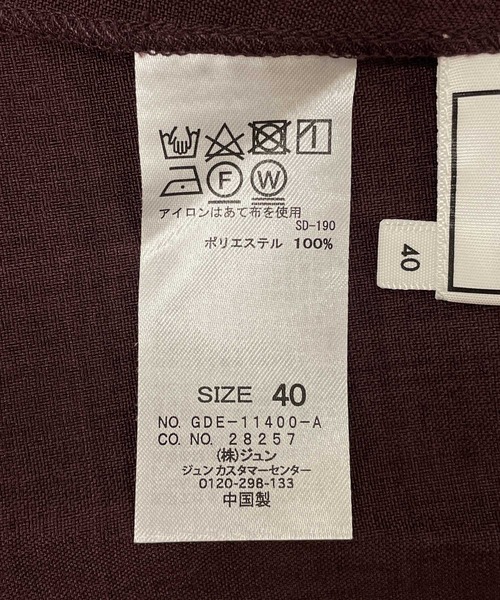 F W
アイロンはあて布を使用
SD-190
ポリエステル 100%
SIZE 40
NO. GDE-11400-A
CO. NO. 28257
(株)ジュン
ジュン カスタマーセンター
0120-298-133
中国製
40